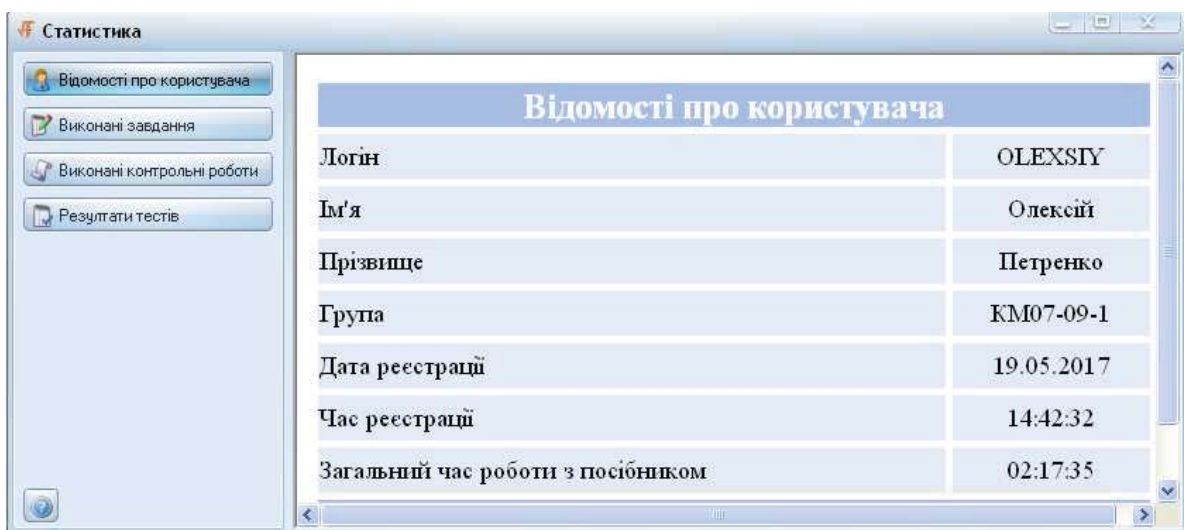 Статистика
Відомості про користувача
Виконані завдання
Виконані контрольні роботи
Резултати тестів
Відомості про користувача
Логін OLEXSIY
Ім'я Олексій
Прізвище Петренко
Група КМ07-09-1
Дата реєстрації 19.05.2017
Час реєстрації 14:42:32
Загальний час роботи з посібником 02:17:35